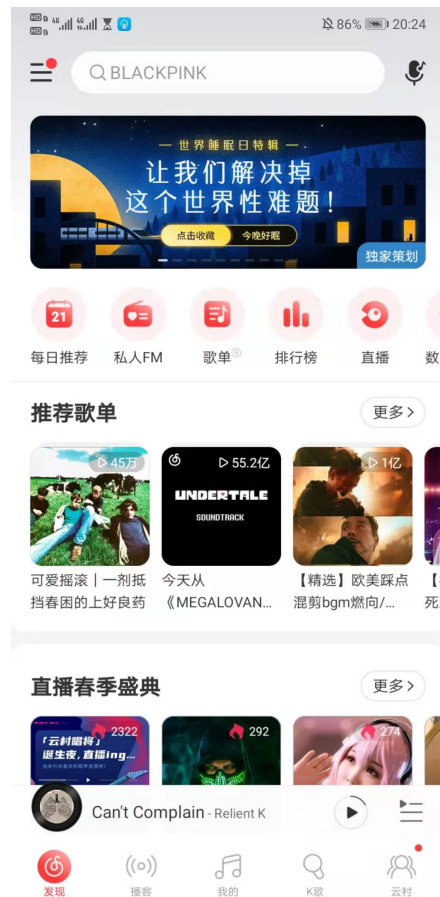 HD 4G 4G 86% 20:24
HD
BLACKPINK
世界睡眠日特辑
让我们解决掉
这个世界性难题!
点击收藏 今晚好眠
独家策划
21
每日推荐 私人FM 歌单® 排行榜 直播 数
推荐歌单 更多>
45万 55.2亿 1亿
UNDERTALE
SOUNDTRACK
可爱摇滚|一剂抵 今天从 【精选】欧美踩点 【
挡春困的上好良药 《MEGALOVAN... 混剪bgm燃向/... 死
直播春季盛典 更多>
2322 292 274
「云村唱将」
诞生夜,直播ing...
Can't Complain - Relient K
发现 播客 我的 K歌 云村